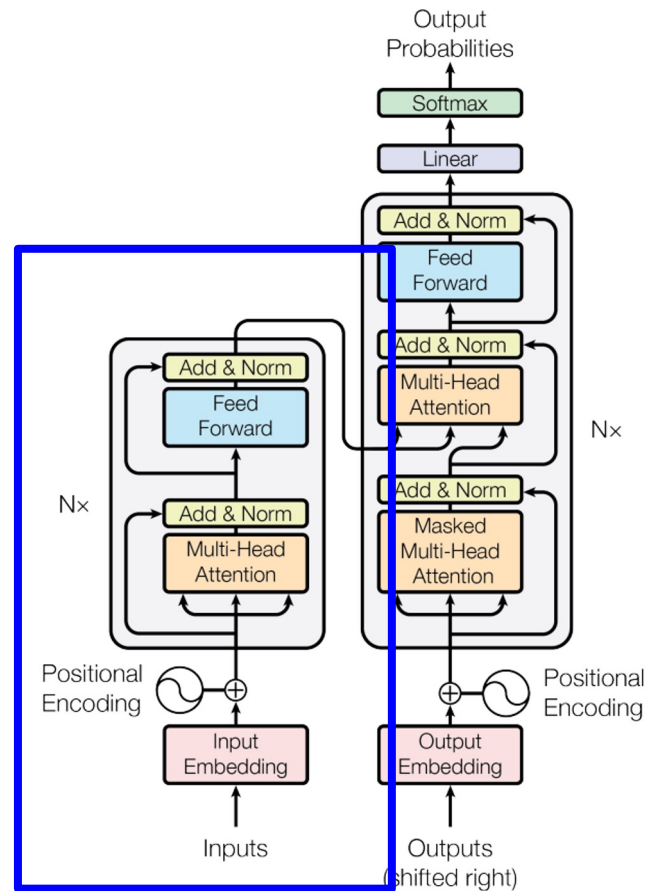 Output
Probabilities
Softmax
Linear
Add & Norm
Feed
Forward
Add & Norm
Multi-Head
Attention
Add & Norm
Masked
Multi-Head
Attention
N×
Positional
Encoding
Output
Embedding
Outputs
(shifted right)
Add & Norm
Feed
Forward
Add & Norm
Multi-Head
Attention
N×
Positional
Encoding
Input
Embedding
Inputs